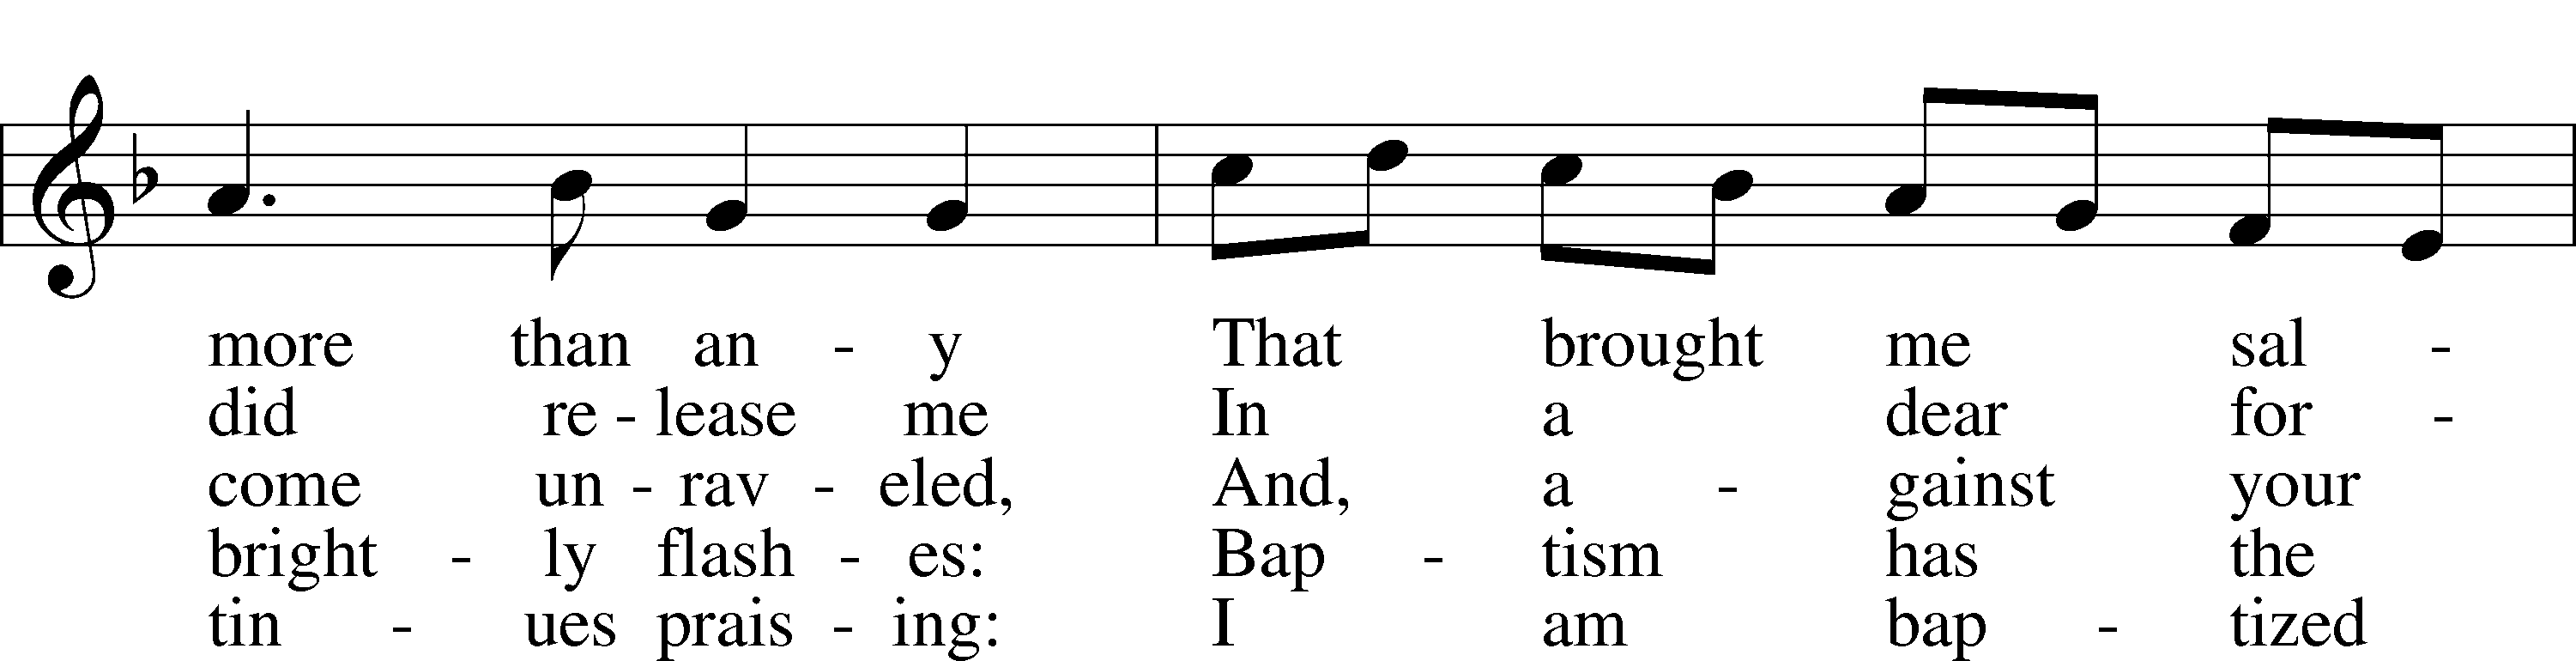 more than an - y That brought me sal -
did re - lease me In a dear for -
come un - rav - eled, And, a - gainst your
bright - ly flash - es: Bap - tism has the
tin - ues prais - ing: I am bap - tized